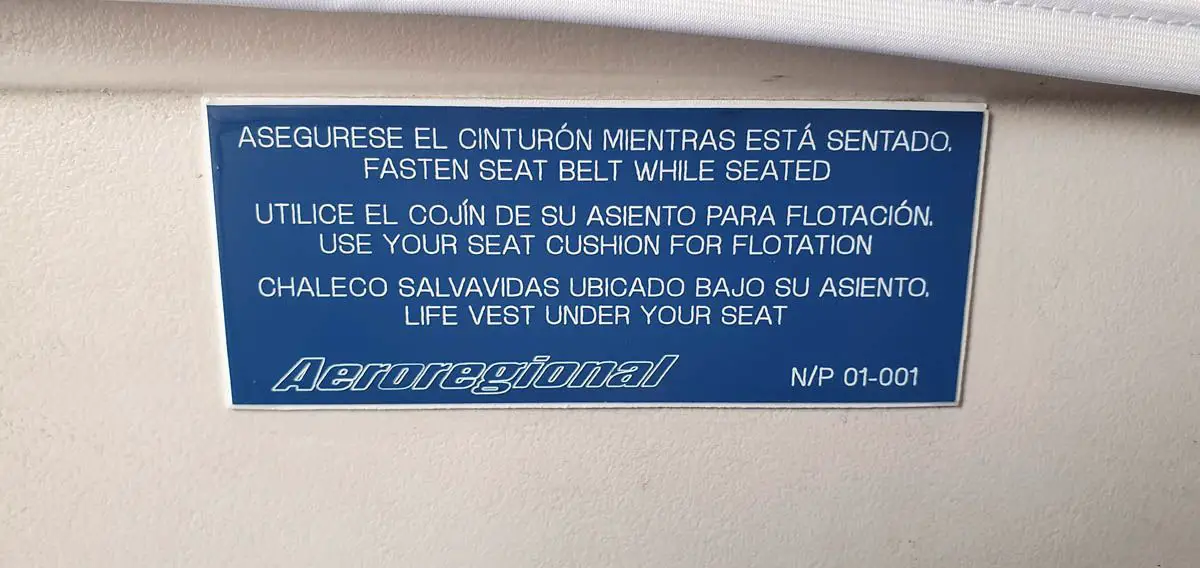 ASEGURESE EL CINTURÓN MIENTRAS ESTÁ SENTADO.
FASTEN SEAT BELT WHILE SEATED
UTILICE EL COJÍN DE SU ASIENTO PARA FLOTACIÓN.
USE YOUR SEAT CUSHION FOR FLOTATION
CHALECO SALVAVIDAS UBICADO BAJO SU ASIENTO.
LIFE VEST UNDER YOUR SEAT
Aeroregional N/P 01-001